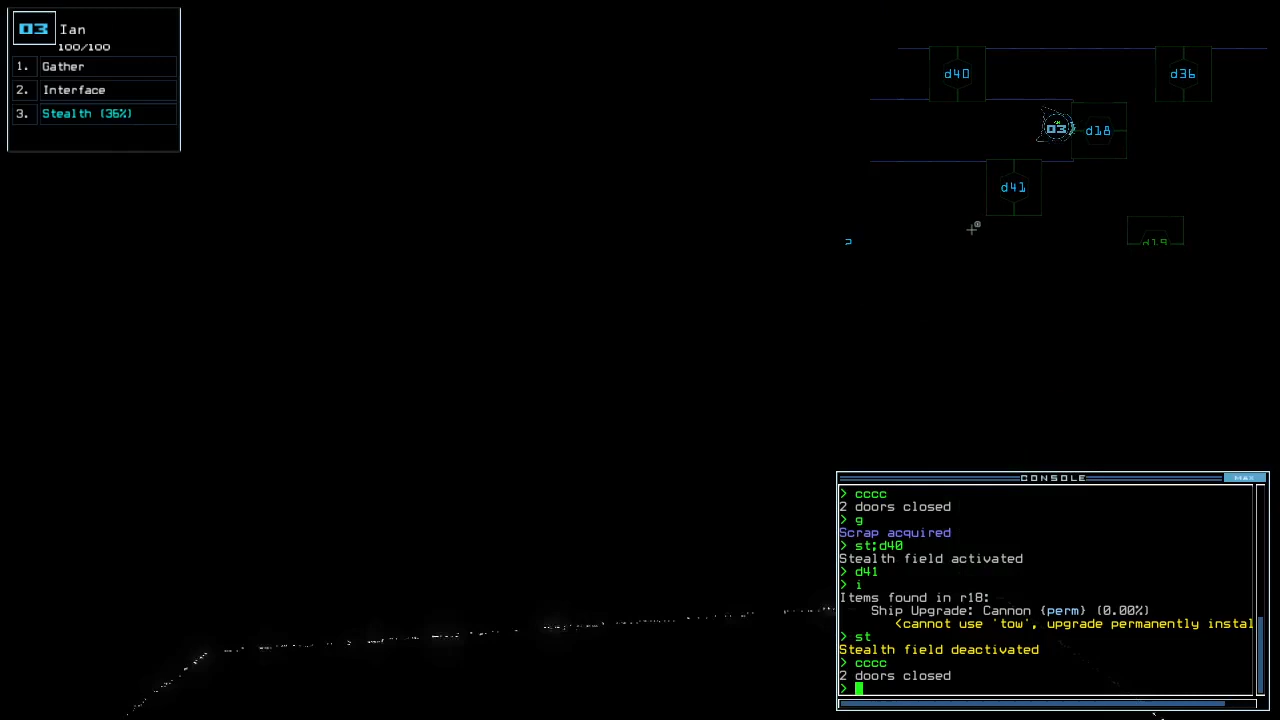 03 Ian
100/100
1. Gather
2. Interface
3. Stealth (36%)
d40
d36
03
d18
d41
d19
CONSOLE
MAX
> cccc
2 doors closed
> g
Scrap acquired
> st;d40
Stealth field activated
> d41
> i
Items found in r18:
Ship Upgrade: Cannon {perm} (0.00%)
<cannot use 'tow', upgrade permanently instal
> st
Stealth field deactivated
> cccc
2 doors closed
>